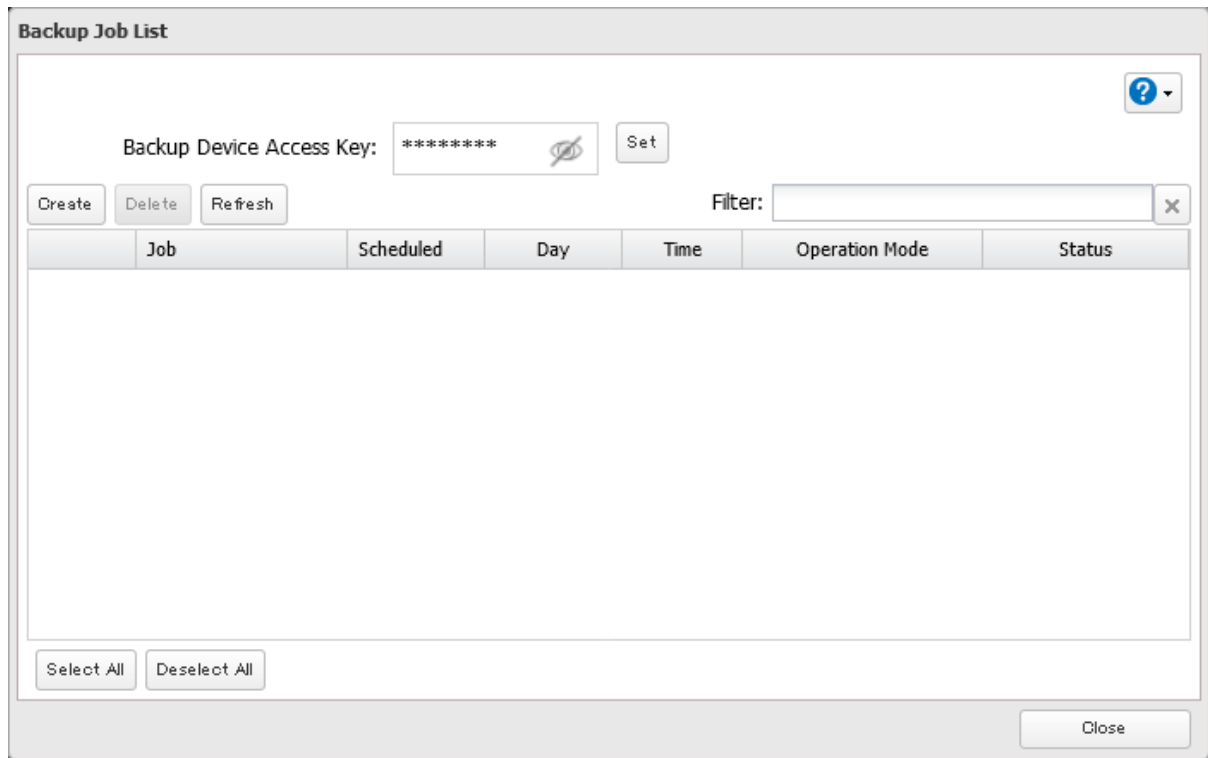 Backup Job List
?
Backup Device Access Key: ******** Set
Create Delete Refresh Filter:
Job Scheduled Day Time Operation Mode Status
Select All Deselect All
Close